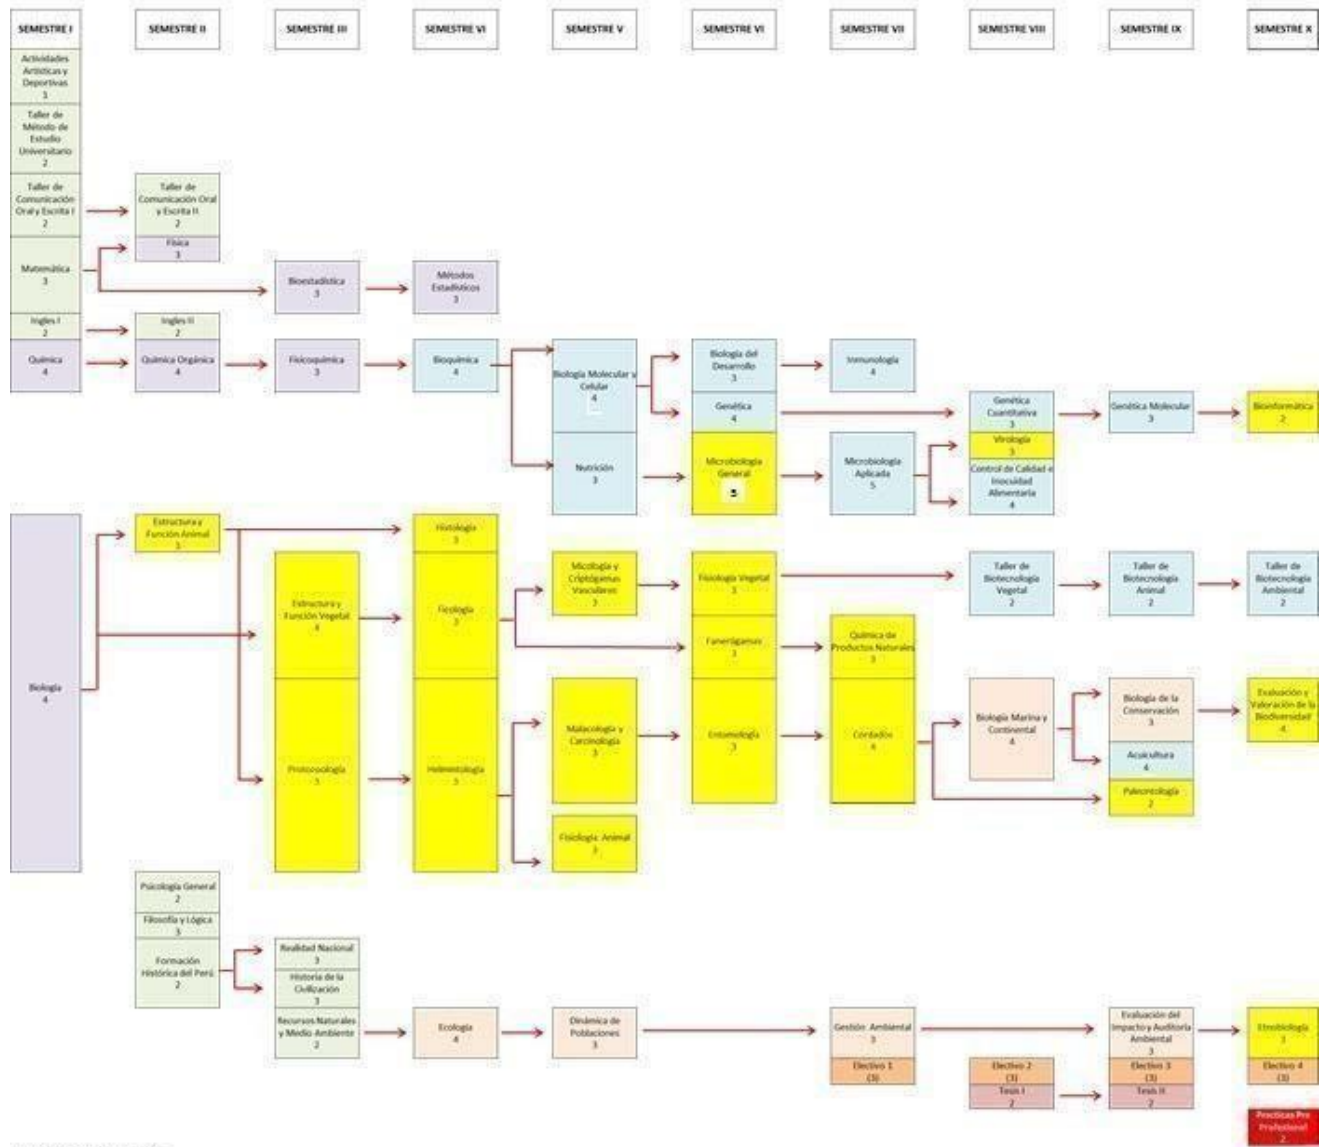 SEMESTRE I
SEMESTRE II
SEMESTRE III
SEMESTRE VI
SEMESTRE V
SEMESTRE VI
SEMESTRE VII
SEMESTRE VIII
SEMESTRE IX
SEMESTRE X
Actividades
Artísticas y
Deportivas
Taller de
Método de
Estudio
Universitario
2
Taller de
Comunicación
Oral y Escrita I
2
Taller de
Comunicación Oral
y Escrita II
2
Matemática
3
Física
3
Bioestadística
3
Métodos
Estadísticos
3
Ingles I
2
Ingles II
2
Química
4
Química Orgánica
4
Físicoquímica
3
Bioquímica
4
Biología Molecular y
Celular
4
Nutrición
3
Biología del
Desarrollo
3
Genética
4
Microbiología
General
5
Inmunología
4
Microbiología
Aplicada
5
Genética
Cuantitativa
3
Virología
3
Control de Calidad e
Inocuidad
Alimentaria
4
Genética Molecular
3
Bioinformática
2
Biología
4
Estructura y
Función Animal
Estructura y
Función Vegetal
4
Protozoología
3
Histología
3
Ficología
3
Helmintología
3
Micología y
Criptógamas
Vasculares
3
Malacología y
Carcinología
3
Fisiología Animal
3
Fisiología Vegetal
3
Fanerógamas
3
Entomología
3
Química de
Productos Naturales
3
Cordados
4
Taller de
Biotecnología
Vegetal
2
Taller de
Biotecnología
Animal
2
Taller de
Biotecnología
Ambiental
2
Biología Marina y
Continental
4
Biología de la
Conservación
3
Acuicultura
4
Paleontología
2
Evaluación y
Valoración de la
Biodiversidad
4
Psicología General
2
Filosofía y Lógica
3
Formación
Histórica del Perú
2
Realidad Nacional
3
Historia de la
Civilización
3
Recursos Naturales
y Medio Ambiente
2
Ecología
4
Dinámica de
Poblaciones
3
Gestión Ambiental
3
Electivo 1
(3)
Electivo 2
(3)
Tesis I
2
Evaluación del
Impacto y Auditoría
Ambiental
3
Electivo 3
(3)
Tesis II
2
Etnobiología
3
Electivo 4
(3)
Practicas Pre
Profesional
2